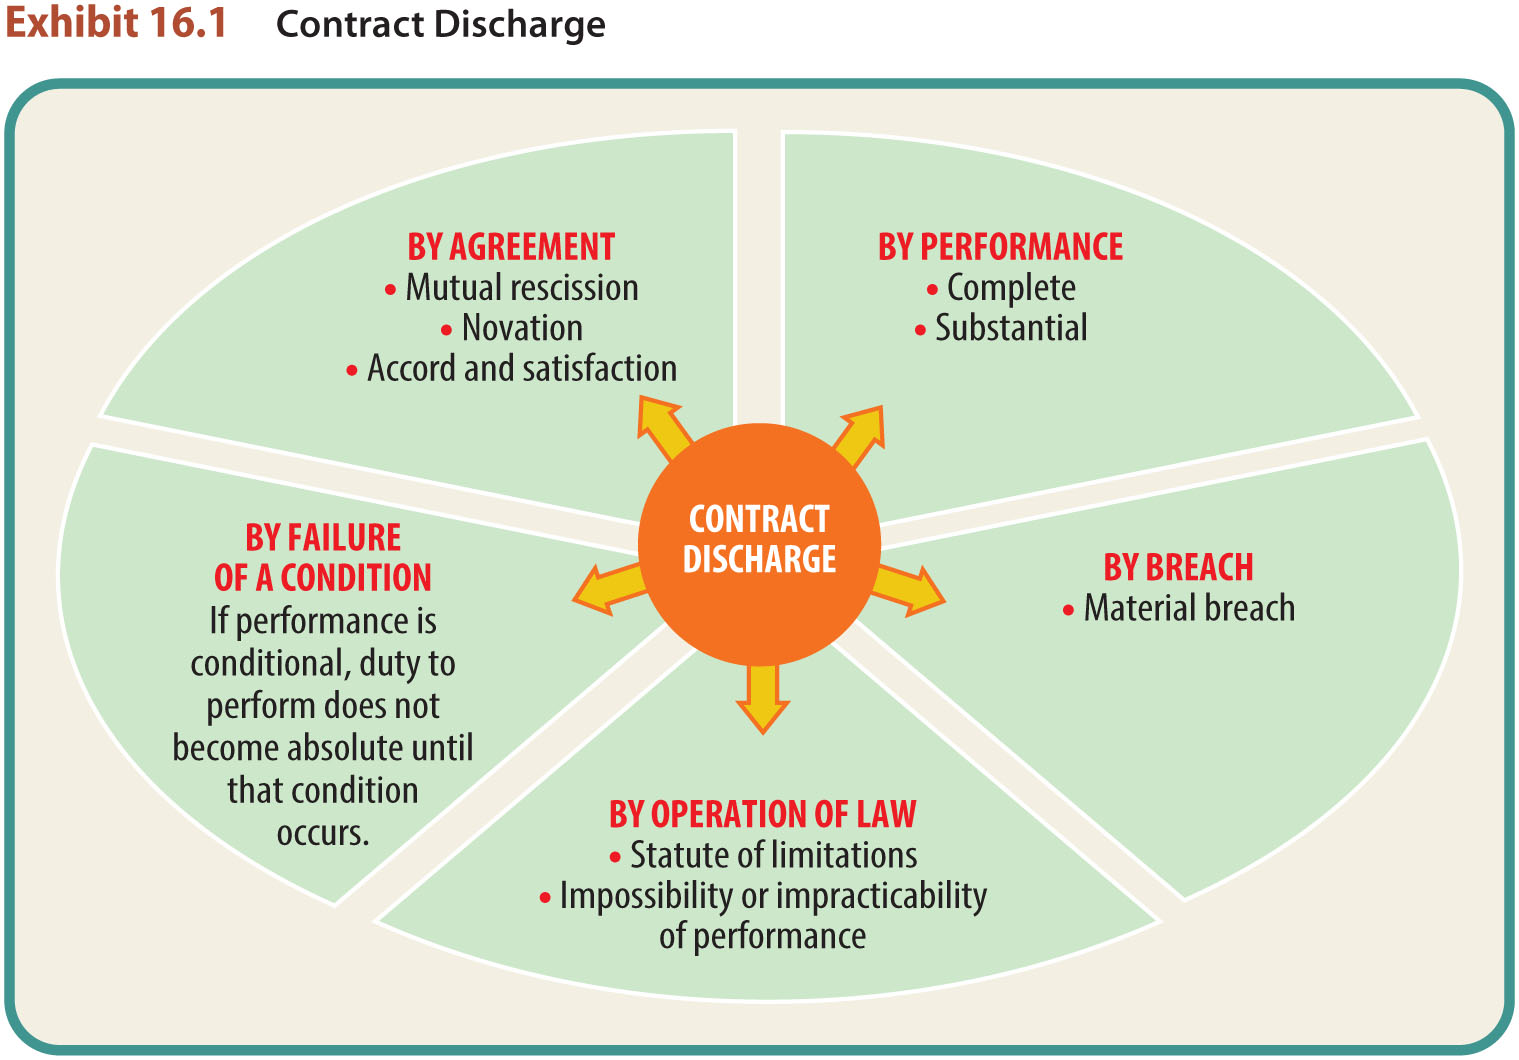 Exhibit 16.1 Contract Discharge
BY AGREEMENT
• Mutual rescission
• Novation
• Accord and satisfaction
BY PERFORMANCE
• Complete
• Substantial
CONTRACT
DISCHARGE
BY FAILURE
OF A CONDITION
If performance is
conditional, duty to
perform does not
become absolute until
that condition
occurs.
BY BREACH
• Material breach
BY OPERATION OF LAW
• Statute of limitations
• Impossibility or impracticability
of performance